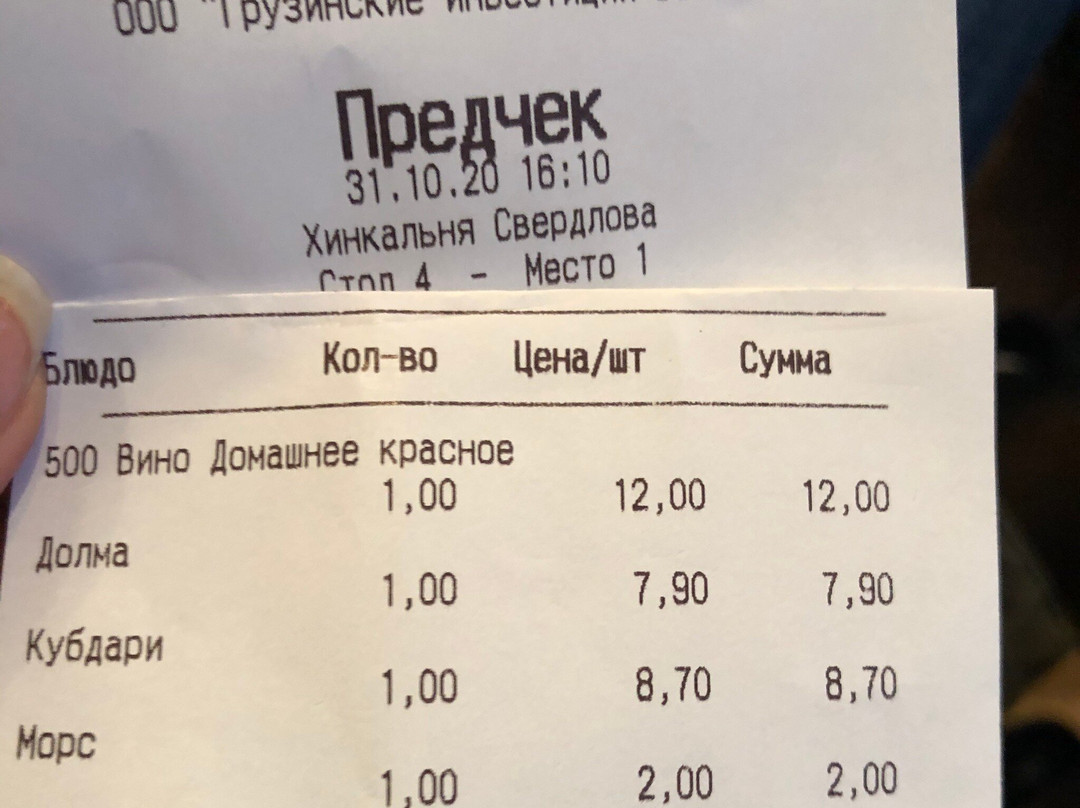 ООО "Грузинские
Предчек
31.10.20 16:10
Хинкальня Свердлова
Стол 4 - Место 1
Блюдо Кол-во Цена/шт Сумма
500 Вино Домашнее красное
1,00 12,00 12,00
Долма
1,00 7,90 7,90
Кубдари
1,00 8,70 8,70
Морс
1,00 2,00 2,00